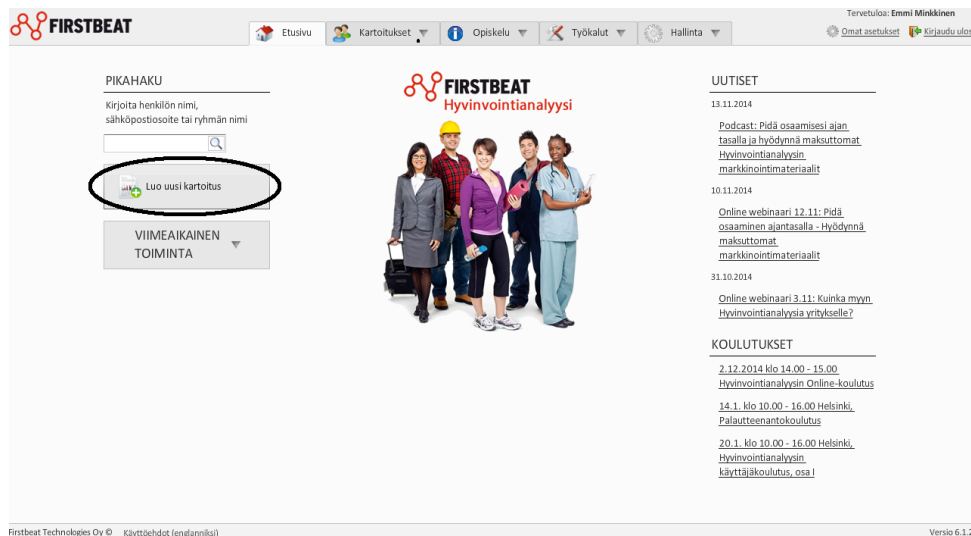 FIRSTBEAT
Tervetuloa: Emmi Minkkinen
Etusivu
Kartoitukset
Opiskelu
Työkalut
Hallinta
Omat asetukset
Kirjaudu ulos
PIKAHAKU
Kirjoita henkilön nimi,
sähköpostiosoite tai ryhmän nimi
Luo uusi kartoitus
VIIMEAIKAINEN
TOIMINTA
FIRSTBEAT
Hyvinvointianalyysi
UUTISET
13.11.2014
Podcast: Pidä osaamisesi ajan
tasalla ja hyödynnä maksuttomat
Hyvinvointianalyysin
markkinointimateriaalit
10.11.2014
Online webinaari 12.11: Pidä
osaaminen ajantasalla - Hyödynnä
maksuttomat
markkinointimateriaalit
31.10.2014
Online webinaari 3.11: Kuinka myyn
Hyvinvointianalyysia yritykselle?
KOULUTUKSET
2.12.2014 klo 14.00 - 15.00
Hyvinvointianalyysin Online-koulutus
14.1. klo 10.00 - 16.00 Helsinki,
Palautteenantokoulutus
20.1. klo 10.00 - 16.00 Helsinki,
Hyvinvointianalyysin
käyttäjäkoulutus, osa I
Firstbeat Technologies Oy ©
Käyttöehdot (englanniksi)
Versio 6.1.2